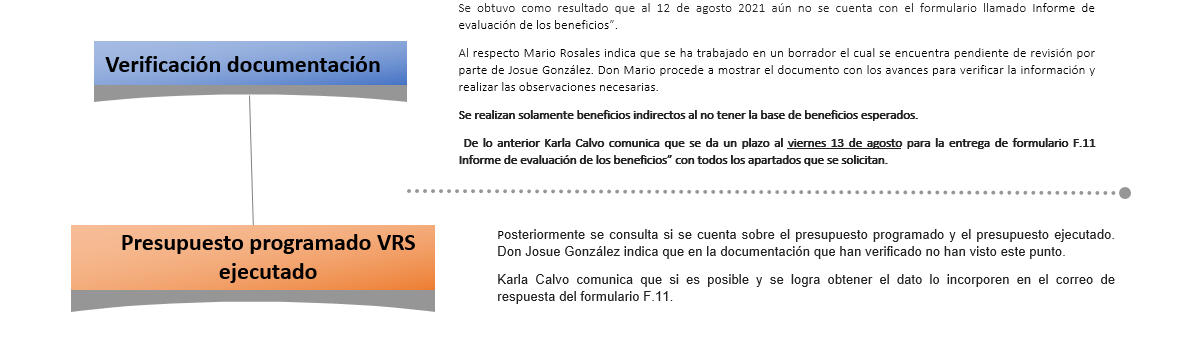 Se obtuvo como resultado que al 12 de agosto 2021 aún no se cuenta con el formulario llamado Informe de
evaluación de los beneficios”.
Verificación documentación
Al respecto Mario Rosales indica que se ha trabajado en un borrador el cual se encuentra pendiente de revisión por
parte de Josue González. Don Mario procede a mostrar el documento con los avances para verificar la información y
realizar las observaciones necesarias.
Se realizan solamente beneficios indirectos al no tener la base de beneficios esperados.
De lo anterior Karla Calvo comunica que se da un plazo al viernes 13 de agosto para la entrega de formulario F.11
Informe de evaluación de los beneficios” con todos los apartados que se solicitan.
Presupuesto programado VRS
ejecutado
Posteriormente se consulta si se cuenta sobre el presupuesto programado y el presupuesto ejecutado.
Don Josue González indica que en la documentación que han verificado no han visto este punto.
Karla Calvo comunica que si es posible y se logra obtener el dato lo incorporen en el correo de
respuesta del formulario F.11.